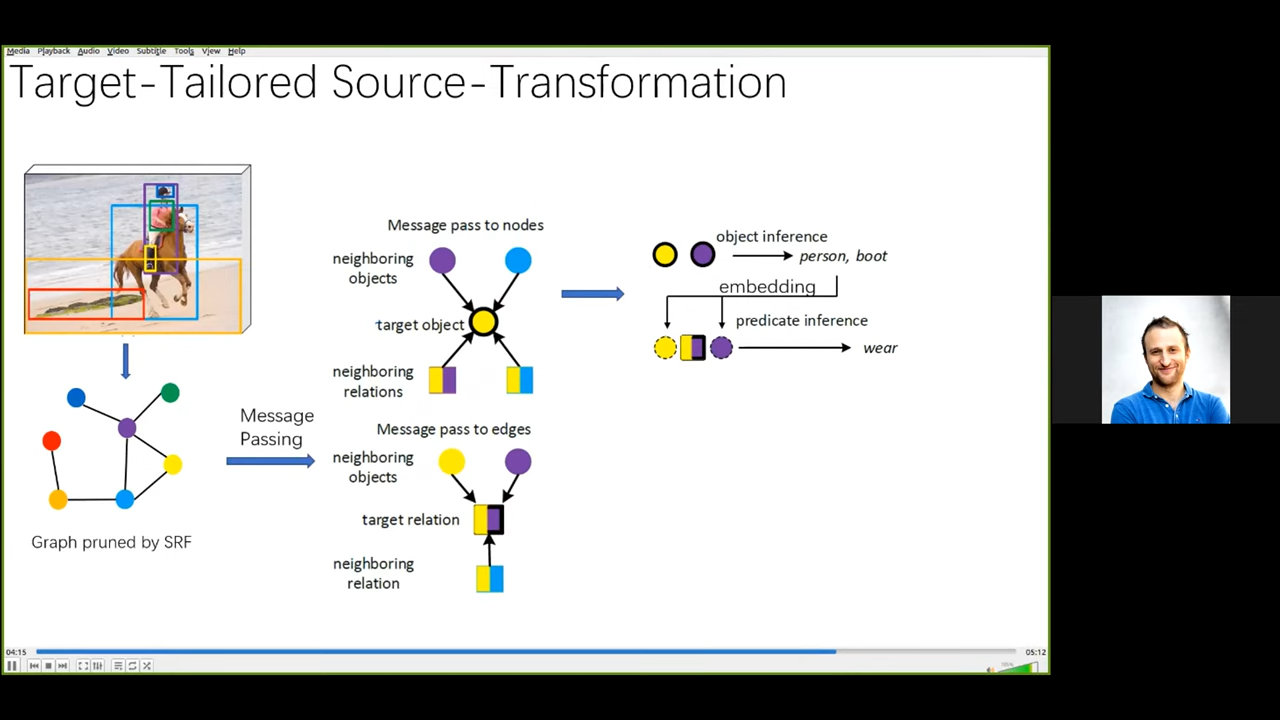 Media Playback Audio Video Subtitle Tools View Help
Target-Tailored Source-Transformation
Message pass to nodes
neighboring
objects
target object
neighboring
relations
object inference
person, boot
embedding
predicate inference
wear
Message
Passing
Message pass to edges
neighboring
objects
target relation
neighboring
relation
Graph pruned by SRF
04:15
05:12